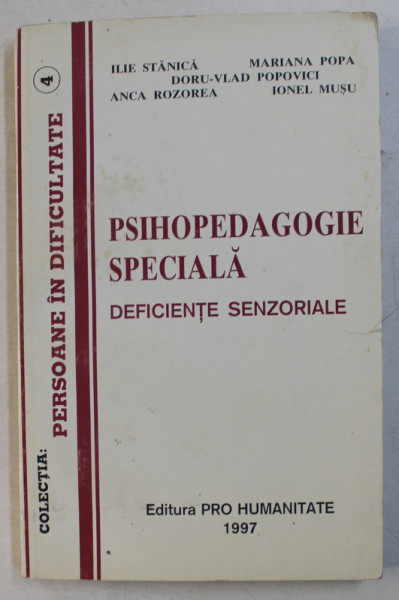 ILIE STĂNICĂ MARIANA POPA
DORU-VLAD POPOVICI
ANCA ROZOREA IONEL MUȘU
PSIHOPEDAGOGIE
SPECIALĂ
DEFICIENȚE SENZORIALE
Editura PRO HUMANITATE
1997
COLECȚIA: PERSOANE ÎN DIFICULTATE 4